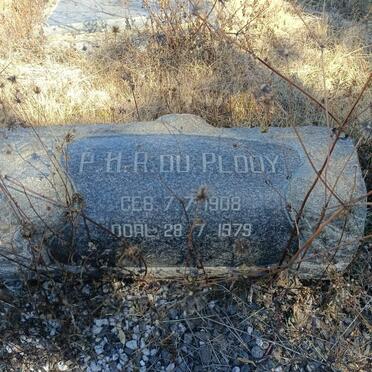 P.H.R. DU PLOOY
GEB. 7/7/1908
OORL. 28/7/1979